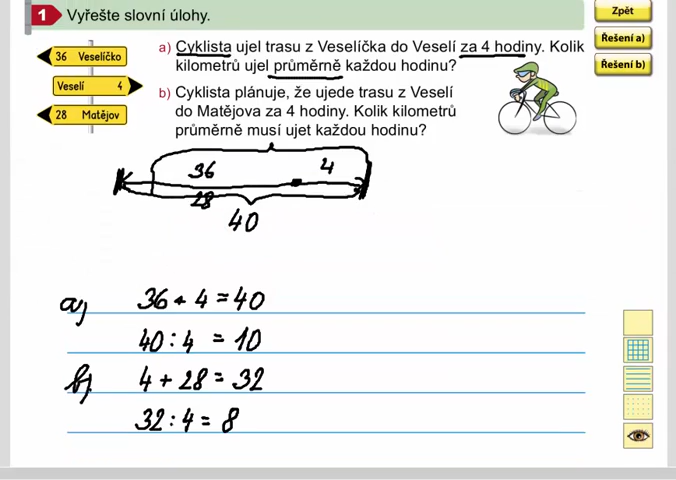 1 Vyřešte slovní úlohy.
Zpět
Řešení a)
Řešení b)
36 Veselíčko
Veselí 4
28 Matějov
a) Cyklista ujel trasu z Veselíčka do Veselí za 4 hodiny. Kolik
kilometrů ujel průměrně každou hodinu?
b) Cyklista plánuje, že ujede trasu z Veselí
do Matějova za 4 hodiny. Kolik kilometrů
průměrně musí ujet každou hodinu?
36 4
28
40
a) 36 + 4 = 40
40 : 4 = 10
b) 4 + 28 = 32
32 : 4 = 8